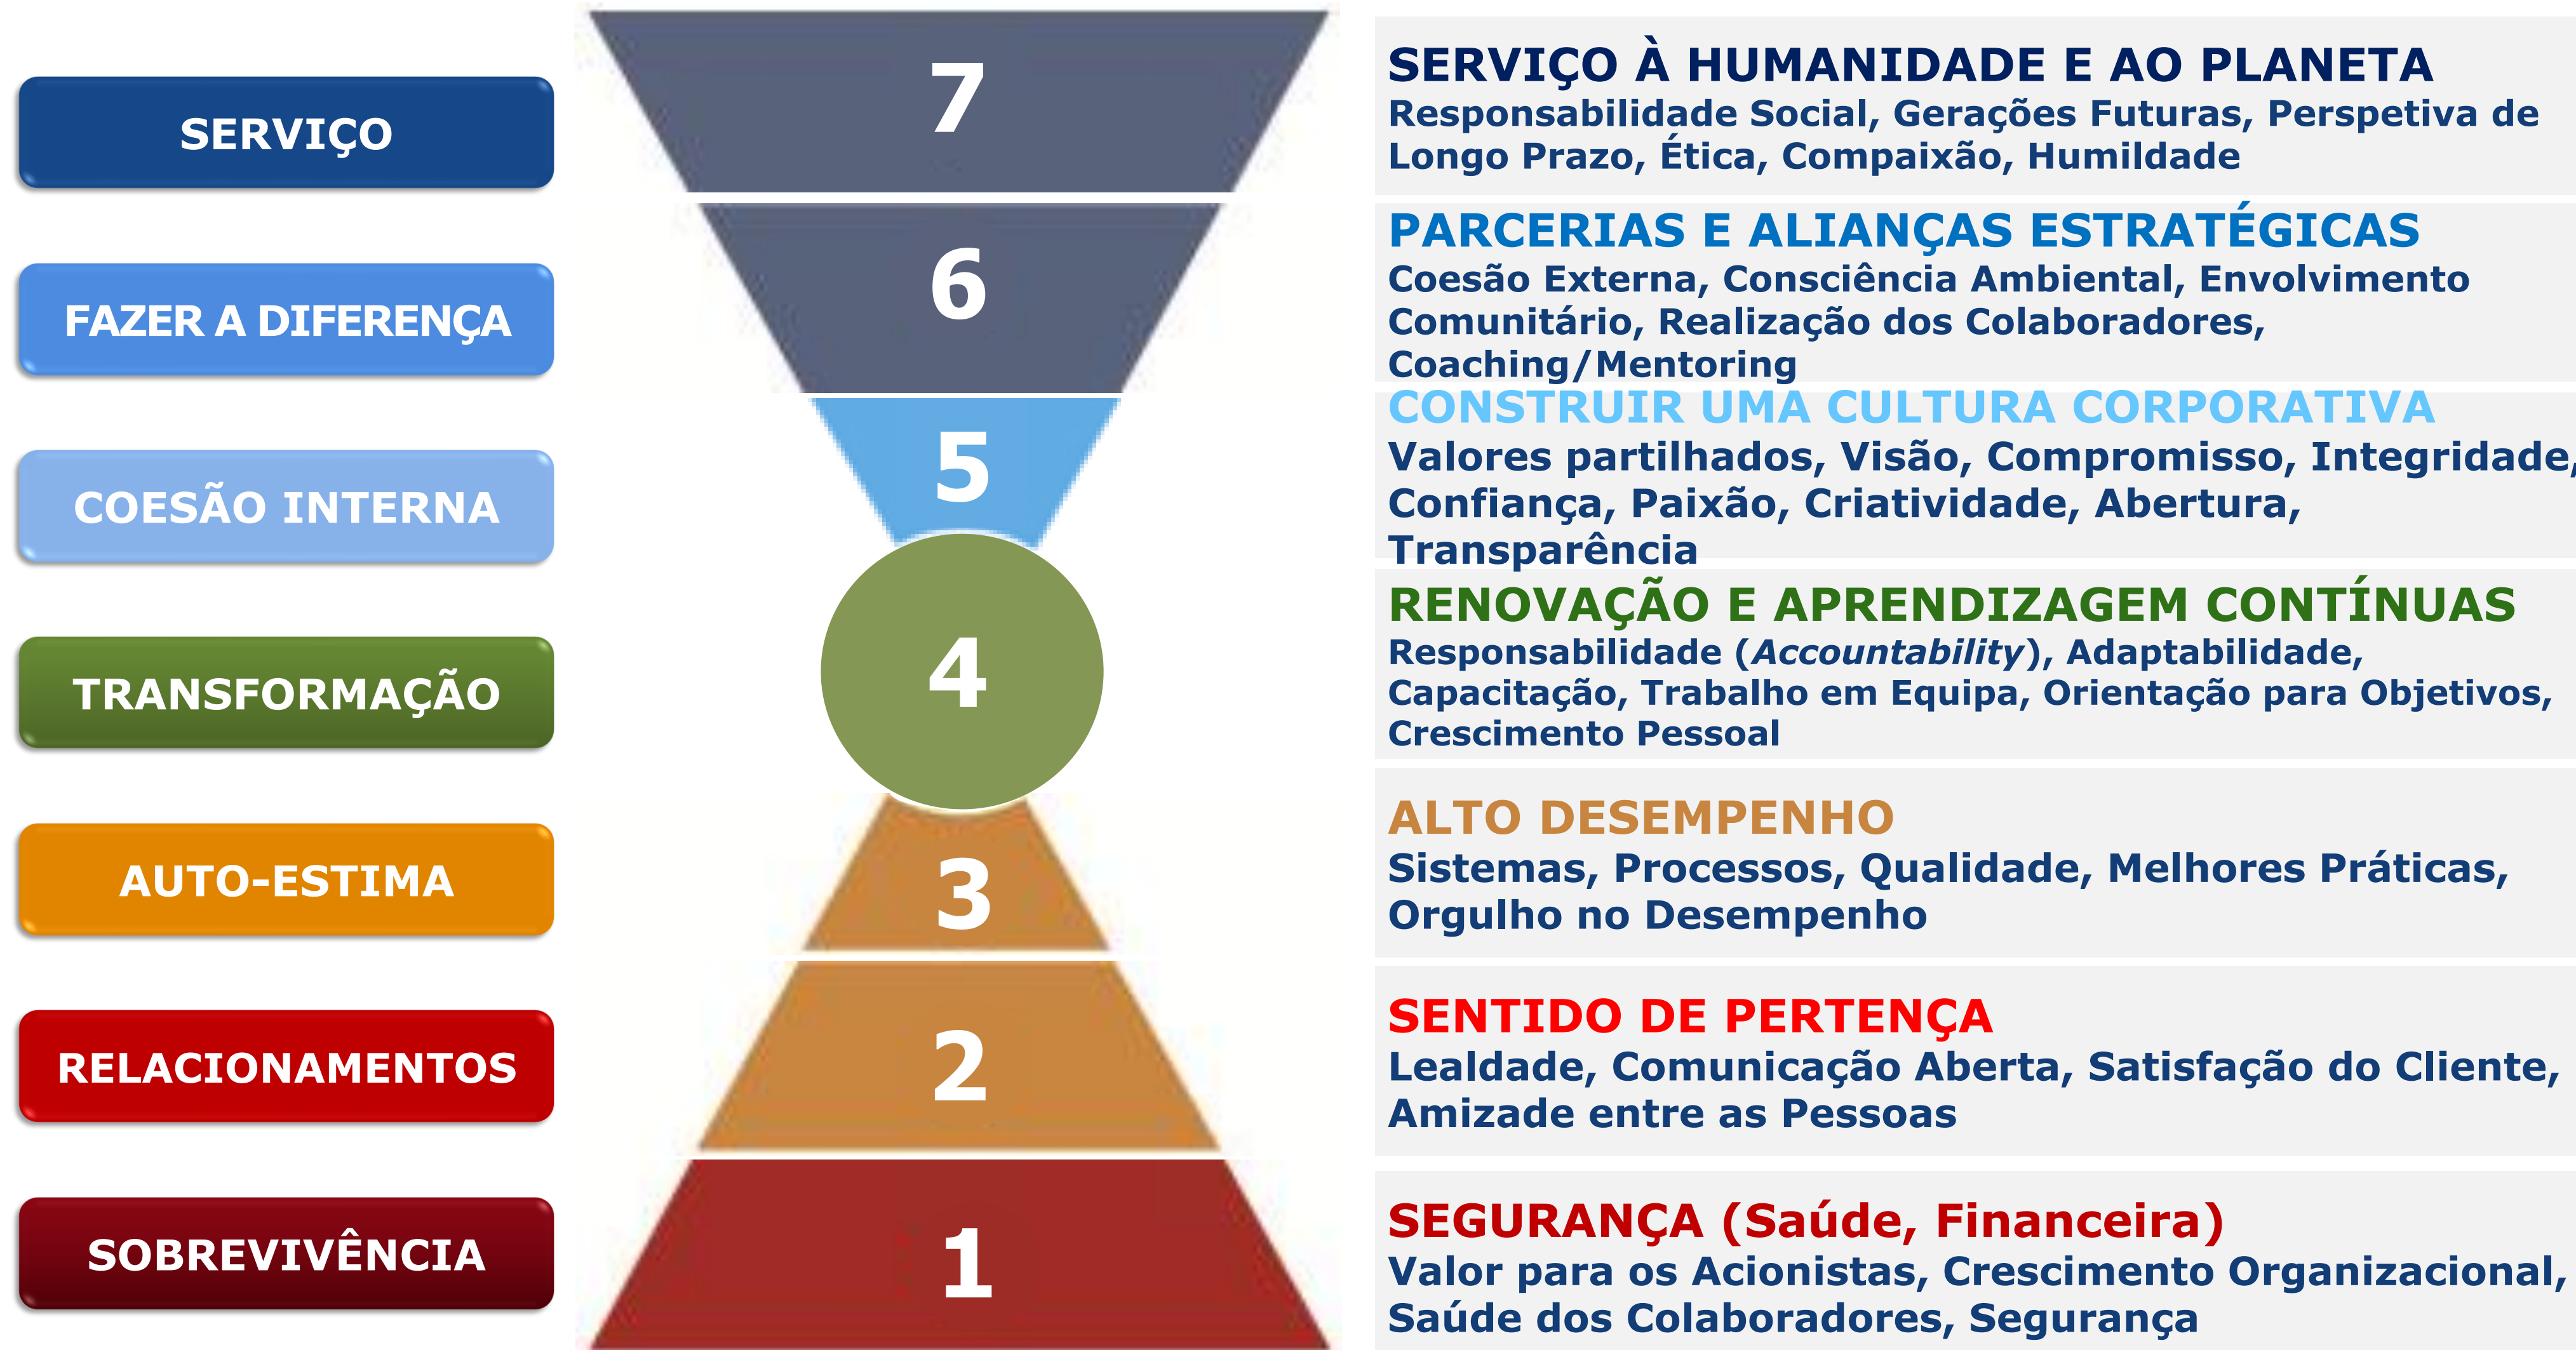 SERVIÇO
7
SERVIÇO À HUMANIDADE E AO PLANETA
Responsabilidade Social, Gerações Futuras, Perspetiva de
Longo Prazo, Ética, Compaixão, Humildade
FAZER A DIFERENÇA
6
PARCERIAS E ALIANÇAS ESTRATÉGICAS
Coesão Externa, Consciência Ambiental, Envolvimento
Comunitário, Realização dos Colaboradores,
Coaching/Mentoring
COESÃO INTERNA
5
CONSTRUIR UMA CULTURA CORPORATIVA
Valores partilhados, Visão, Compromisso, Integridade,
Confiança, Paixão, Criatividade, Abertura,
Transparência
TRANSFORMAÇÃO
4
RENOVAÇÃO E APRENDIZAGEM CONTÍNUAS
Responsabilidade (Accountability), Adaptabilidade,
Capacitação, Trabalho em Equipa, Orientação para Objetivos,
Crescimento Pessoal
AUTO-ESTIMA
3
ALTO DESEMPENHO
Sistemas, Processos, Qualidade, Melhores Práticas,
Orgulho no Desempenho
RELACIONAMENTOS
2
SENTIDO DE PERTENÇA
Lealdade, Comunicação Aberta, Satisfação do Cliente,
Amizade entre as Pessoas
SOBREVIVÊNCIA
1
SEGURANÇA (Saúde, Financeira)
Valor para os Acionistas, Crescimento Organizacional,
Saúde dos Colaboradores, Segurança